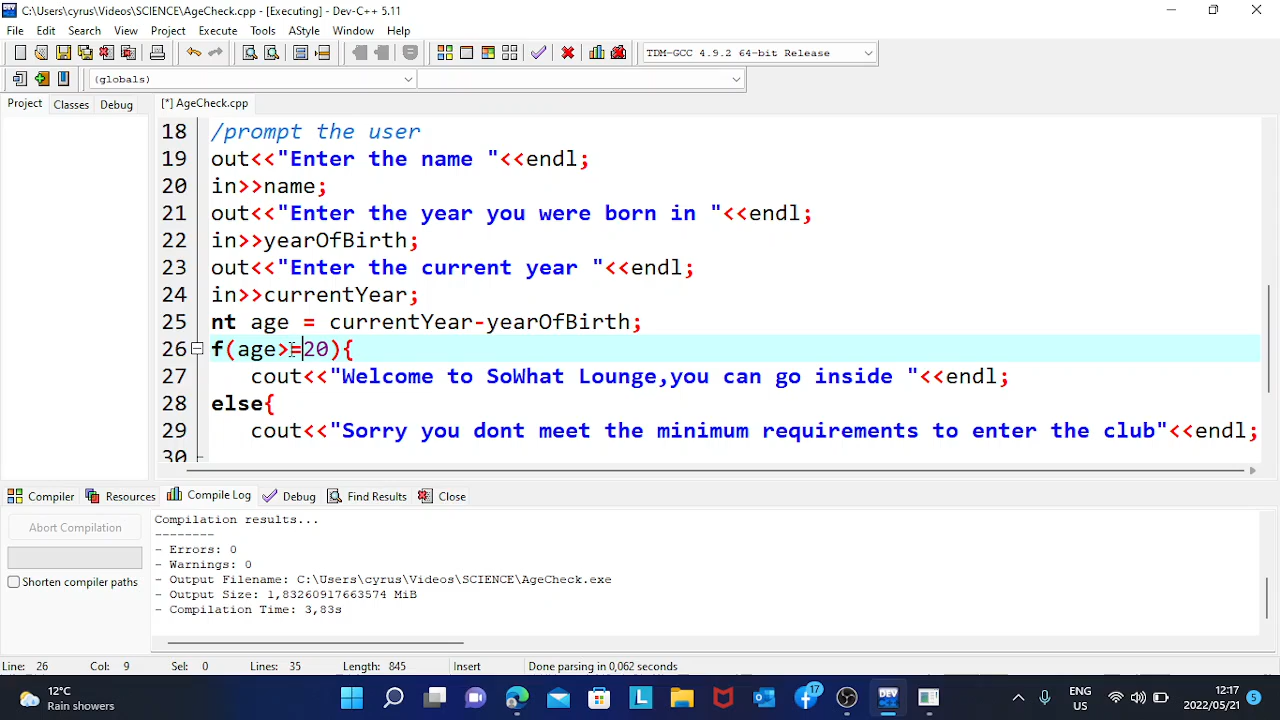 C:\Users\cyrus\Videos\SCIENCE\AgeCheck.cpp - [Executing] - Dev-C++ 5.11
File Edit Search View Project Execute Tools AStyle Window Help
TDM-GCC 4.9.2 64-bit Release
(globals)
Project Classes Debug [*] AgeCheck.cpp
18 /prompt the user
19 out<<"Enter the name "<<endl;
20 in>>name;
21 out<<"Enter the year you were born in "<<endl;
22 in>>yearOfBirth;
23 out<<"Enter the current year "<<endl;
24 in>>currentYear;
25 nt age = currentYear-yearOfBirth;
26 f(age>=20){
27 cout<<"Welcome to SoWhat Lounge,you can go inside "<<endl;
28 else{
29 cout<<"Sorry you dont meet the minimum requirements to enter the club"<<endl;
30
Compiler Resources Compile Log Debug Find Results Close
Abort Compilation
Shorten compiler paths
Compilation results...
--------
- Errors: 0
- Warnings: 0
- Output Filename: C:\Users\cyrus\Videos\SCIENCE\AgeCheck.exe
- Output Size: 1,83260917663574 MiB
- Compilation Time: 3,83s
Line: 26 Col: 9 Sel: 0 Lines: 35 Length: 845 Insert Done parsing in 0,062 seconds
12°C
Rain showers
L
17
DEV
ENG
US
12:17
2022/05/21
5